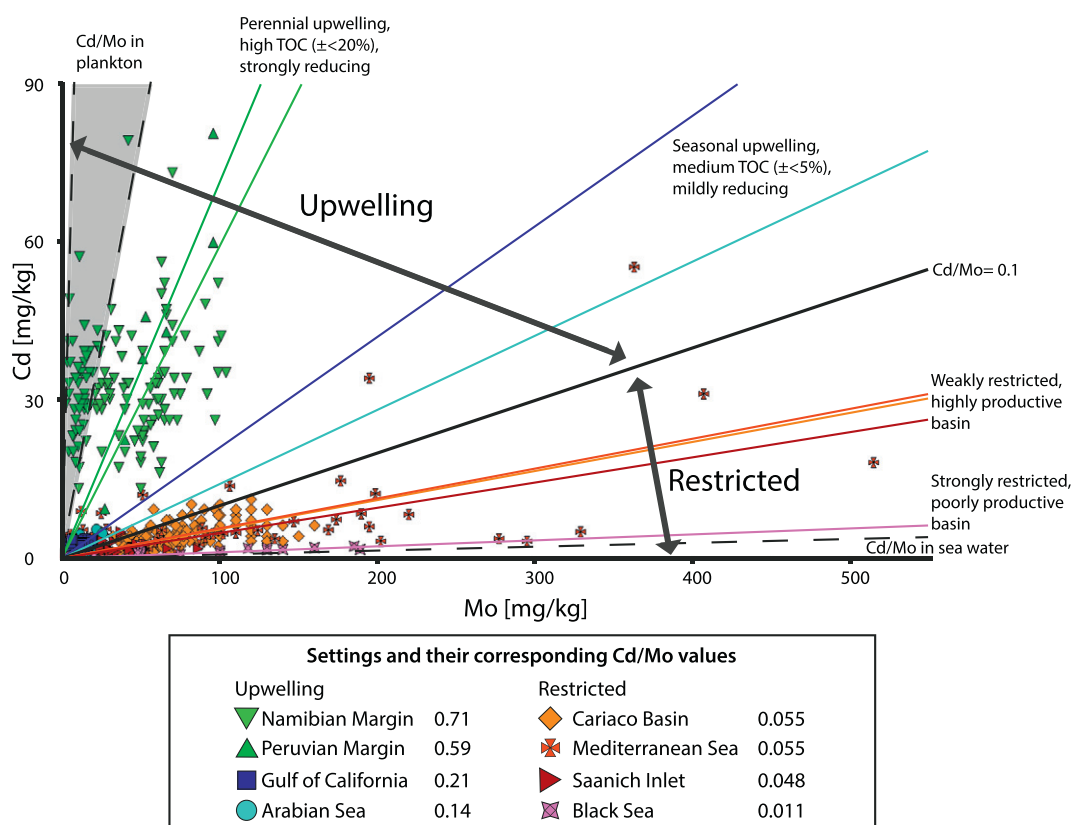 Cd/Mo in
plankton
Perennial upwelling,
high TOC (±<20%),
strongly reducing
90
60
30
0
Cd [mg/kg]
Upwelling
Seasonal upwelling,
medium TOC (±<5%),
mildly reducing
Cd/Mo= 0.1
Weakly restricted,
highly productive
basin
Restricted
Strongly restricted,
poorly productive
basin
Cd/Mo in sea water
0
100
200
300
400
500
Mo [mg/kg]
Settings and their corresponding Cd/Mo values
Upwelling
Namibian Margin 0.71
Peruvian Margin 0.59
Gulf of California 0.21
Arabian Sea 0.14
Restricted
Cariaco Basin 0.055
Mediterranean Sea 0.055
Saanich Inlet 0.048
Black Sea 0.011